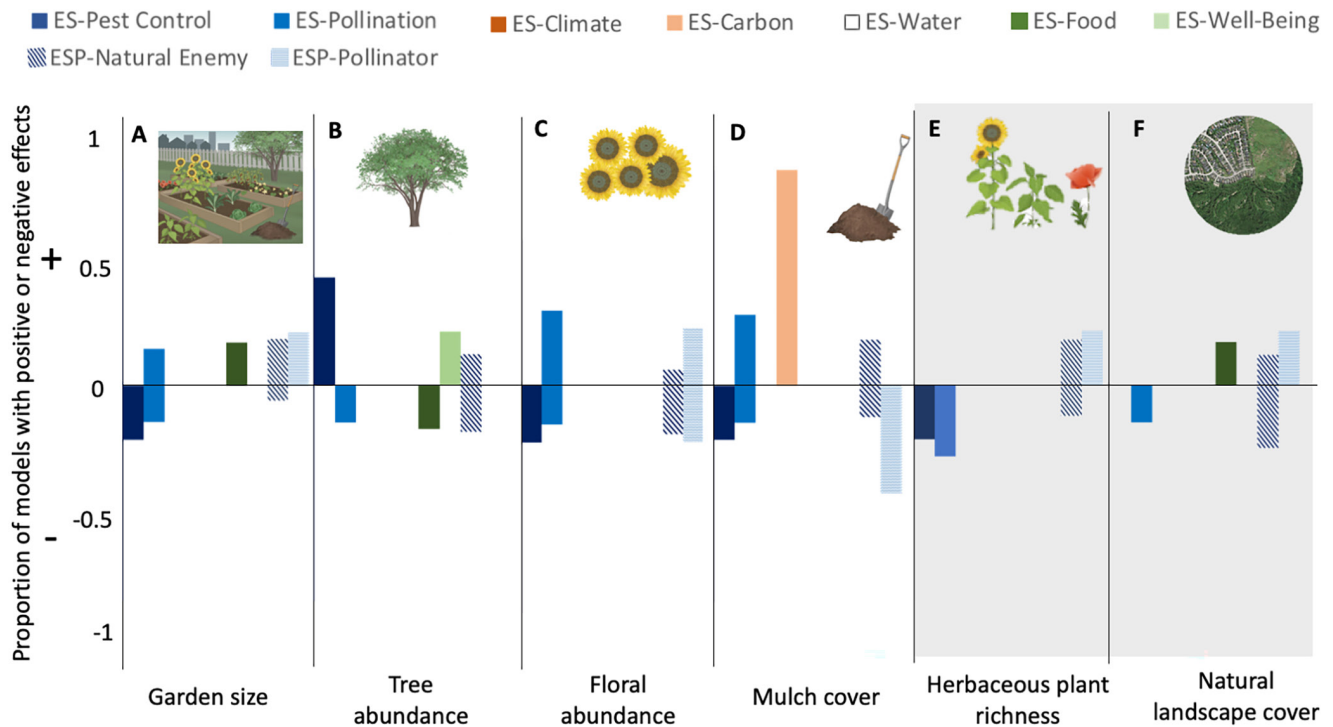 ES-Pest Control ES-Pollination ES-Climate ES-Carbon ES-Water ES-Food ES-Well-Being
ESP-Natural Enemy ESP-Pollinator
Proportion of models with positive or negative effects
+
-
1
0.5
0
-0.5
-1
A
B
C
D
E
F
Garden size
Tree
abundance
Floral
abundance
Mulch cover
Herbaceous plant
richness
Natural
landscape cover